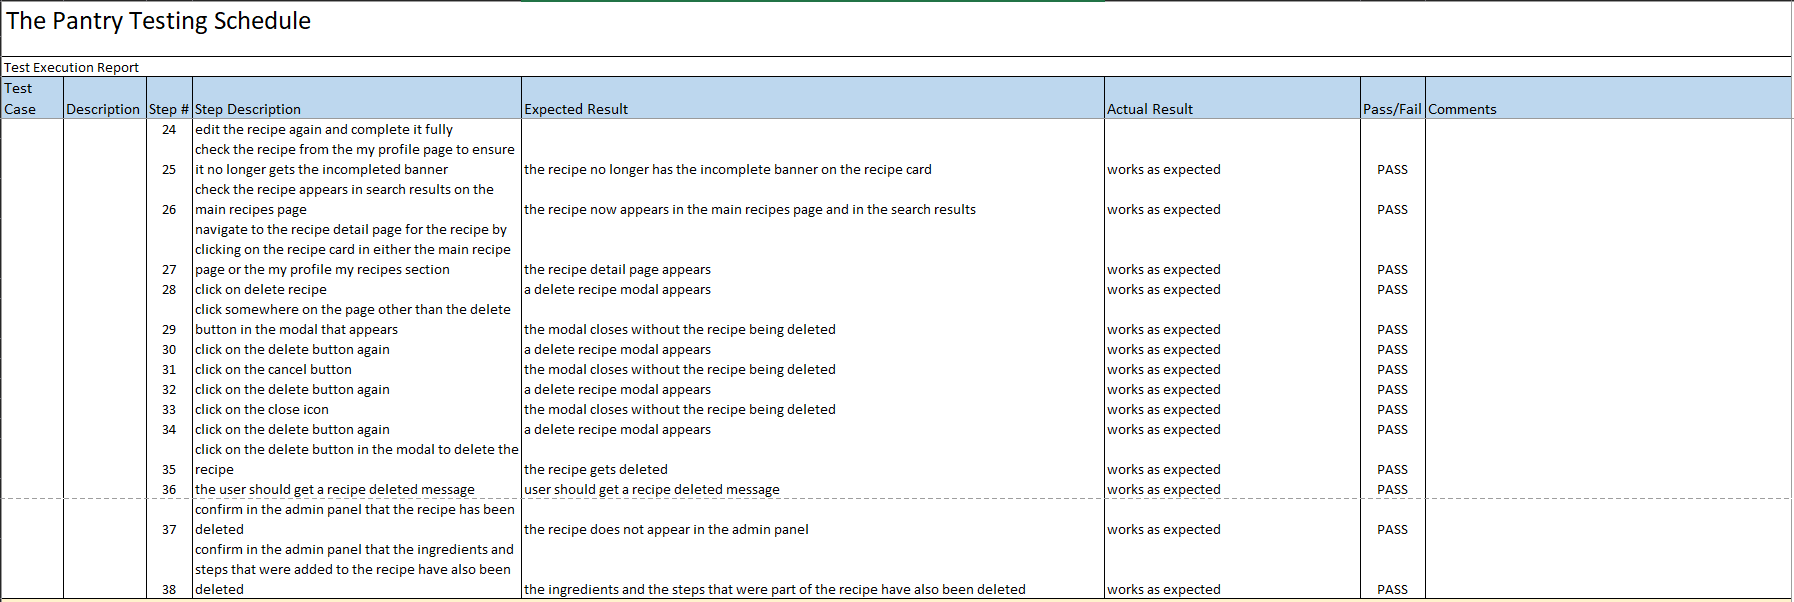 The Pantry Testing Schedule
Test Execution Report
Test
Case Description Step # Step Description Expected Result Actual Result Pass/Fail Comments
24 edit the recipe again and complete it fully
check the recipe from the my profile page to ensure
25 it no longer gets the incompleted banner the recipe no longer has the incomplete banner on the recipe card works as expected PASS
check the recipe appears in search results on the
26 main recipes page the recipe now appears in the main recipes page and in the search results works as expected PASS
navigate to the recipe detail page for the recipe by
clicking on the recipe card in either the main recipe
27 page or the my profile my recipes section the recipe detail page appears works as expected PASS
28 click on delete recipe a delete recipe modal appears works as expected PASS
click somewhere on the page other than the delete
29 button in the modal that appears the modal closes without the recipe being deleted works as expected PASS
30 click on the delete button again a delete recipe modal appears works as expected PASS
31 click on the cancel button the modal closes without the recipe being deleted works as expected PASS
32 click on the delete button again a delete recipe modal appears works as expected PASS
33 click on the close icon the modal closes without the recipe being deleted works as expected PASS
34 click on the delete button again a delete recipe modal appears works as expected PASS
click on the delete button in the modal to delete the
35 recipe the recipe gets deleted works as expected PASS
36 the user should get a recipe deleted message user should get a recipe deleted message works as expected PASS
confirm in the admin panel that the recipe has been
37 deleted the recipe does not appear in the admin panel works as expected PASS
confirm in the admin panel that the ingredients and
steps that were added to the recipe have also been
38 deleted the ingredients and the steps that were part of the recipe have also been deleted works as expected PASS